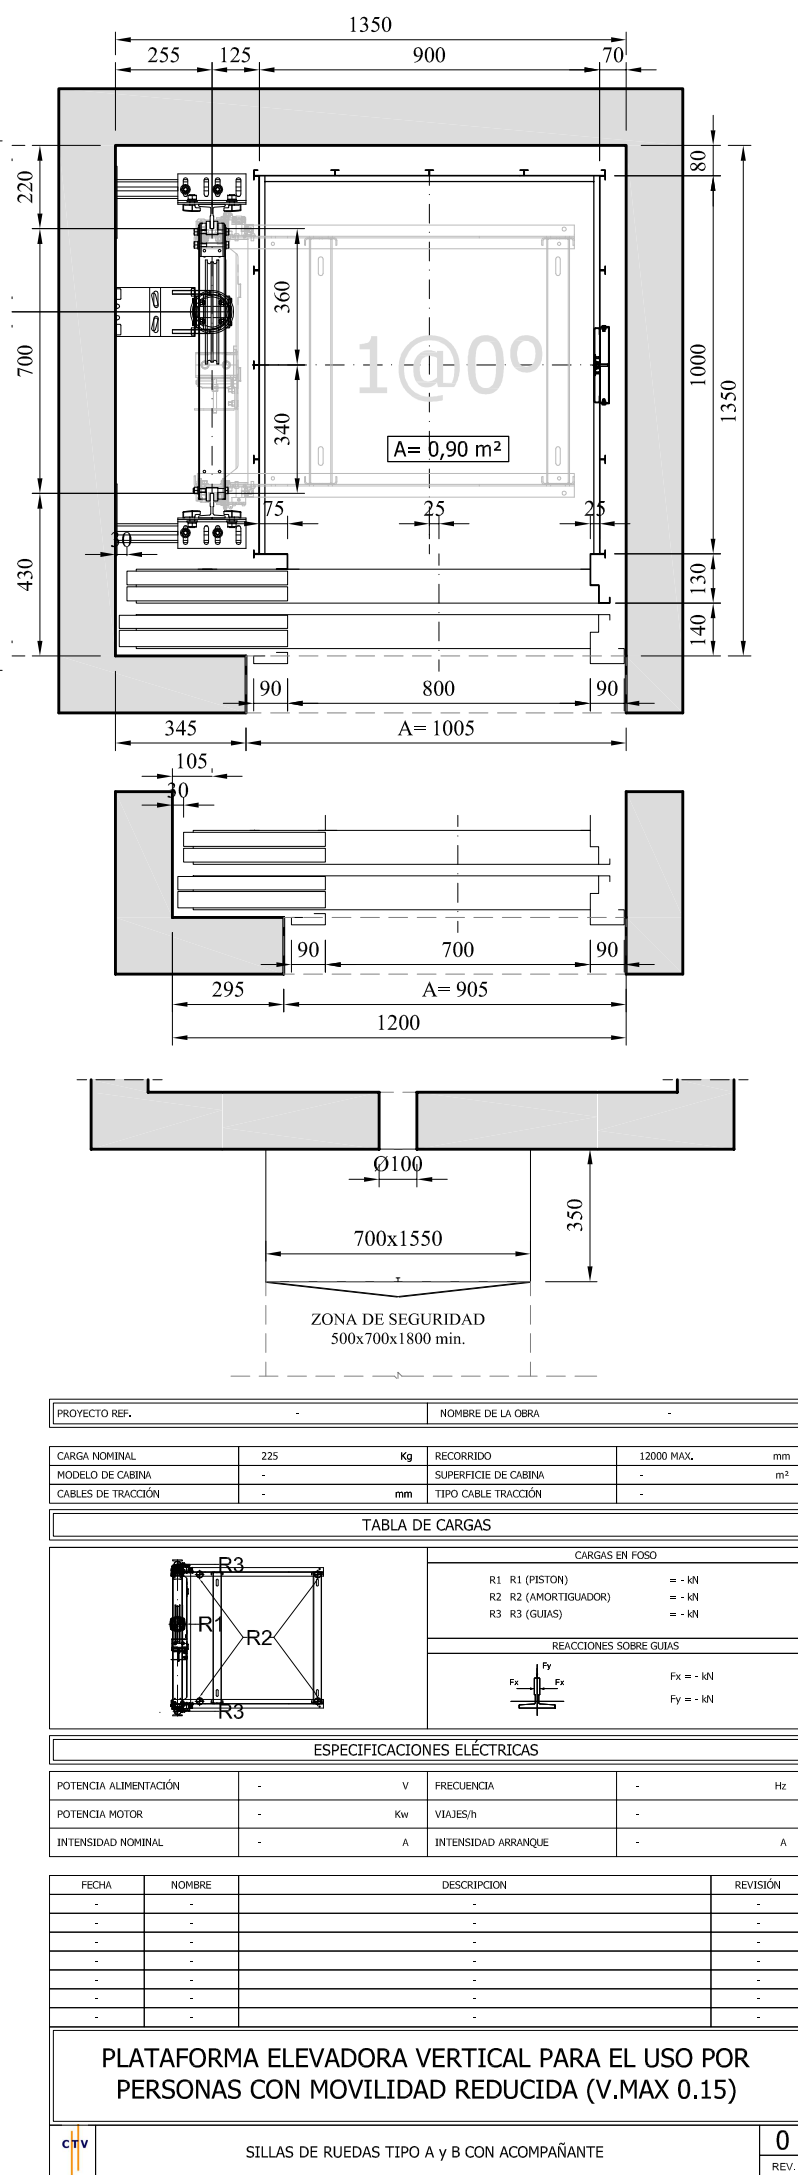 1350
255 125 900 70
220
80
360
1@0º
700
1000
1350
340
A= 0,90 m²
75 25 25
30
430
130
140
90 800 90
345 A= 1005
105
30
90 700 90
295 A= 905
1200
Ø100
350
700x1550
ZONA DE SEGURIDAD
500x700x1800 min.
PROYECTO REF. - NOMBRE DE LA OBRA -
CARGA NOMINAL 225 Kg RECORRIDO 12000 MAX. mm
MODELO DE CABINA - SUPERFICIE DE CABINA - m²
CABLES DE TRACCIÓN - mm TIPO CABLE TRACCIÓN -
TABLA DE CARGAS
R3
R1
R2
R3
CARGAS EN FOSO
R1 R1 (PISTON) = - kN
R2 R2 (AMORTIGUADOR) = - kN
R3 R3 (GUIAS) = - kN
REACCIONES SOBRE GUIAS
Fy
Fx Fx
Fx = - kN
Fy = - kN
ESPECIFICACIONES ELÉCTRICAS
POTENCIA ALIMENTACIÓN - V FRECUENCIA - Hz
POTENCIA MOTOR - Kw VIAJES/h -
INTENSIDAD NOMINAL - A INTENSIDAD ARRANQUE - A
FECHA NOMBRE DESCRIPCION REVISIÓN
- - - -
- - - -
- - - -
- - - -
- - - -
- - - -
- - - -
PLATAFORMA ELEVADORA VERTICAL PARA EL USO POR
PERSONAS CON MOVILIDAD REDUCIDA (V.MAX 0.15)
CTV
SILLAS DE RUEDAS TIPO A y B CON ACOMPAÑANTE
0
REV.